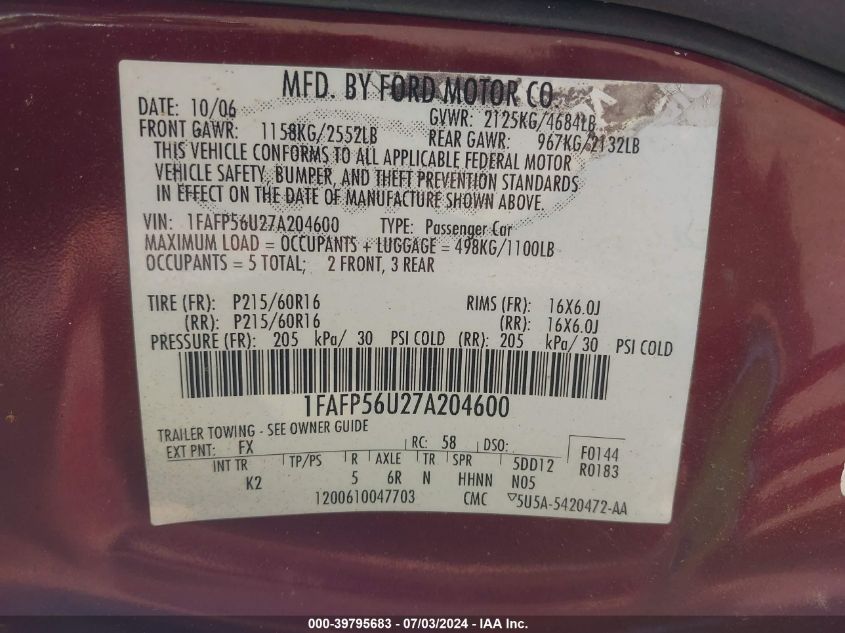 MFD. BY FORD MOTOR CO.
DATE: 10/06 GVWR: 2125KG/4684LB
FRONT GAWR: 1158KG/2552LB REAR GAWR: 967KG/2132LB
THIS VEHICLE CONFORMS TO ALL APPLICABLE FEDERAL MOTOR
VEHICLE SAFETY, BUMPER, AND THEFT PREVENTION STANDARDS
IN EFFECT ON THE DATE OF MANUFACTURE SHOWN ABOVE.
VIN: 1FAFP56U27A204600 TYPE: Passenger Car
MAXIMUM LOAD = OCCUPANTS + LUGGAGE = 498KG/1100LB
OCCUPANTS = 5 TOTAL; 2 FRONT, 3 REAR
TIRE (FR): P215/60R16 RIMS (FR): 16X6.0J
(RR): P215/60R16 (RR): 16X6.0J
PRESSURE (FR): 205 kPa/ 30 PSI COLD (RR): 205 kPa/ 30 PSI COLD
1FAFP56U27A204600
TRAILER TOWING - SEE OWNER GUIDE
EXT PNT: FX RC: 58 DSO: F0144
INT TR TP/PS R AXLE TR SPR 5DD12 R0183
K2 5 6R N HHNN N05
1200610047703 CMC ▽5U5A-5420472-AA
000-39795683 - 07/03/2024 - IAA Inc.